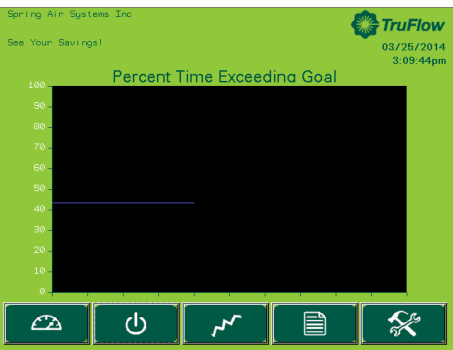 Spring Air Systems Inc
TruFlow
See Your Savings!
03/25/2014
3:09:44pm
Percent Time Exceeding Goal
100
90
80
70
60
50
40
30
20
10
0